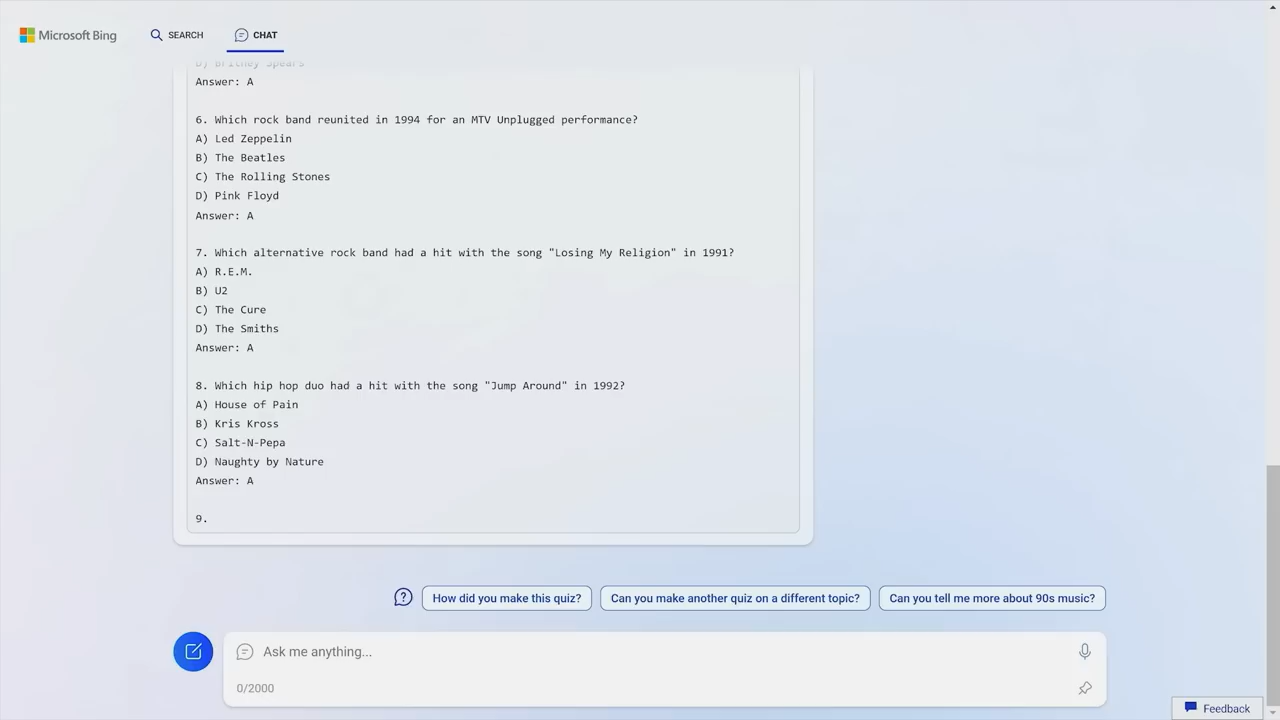 Microsoft Bing
SEARCH
CHAT
D) Britney Spears
Answer: A
6. Which rock band reunited in 1994 for an MTV Unplugged performance?
A) Led Zeppelin
B) The Beatles
C) The Rolling Stones
D) Pink Floyd
Answer: A
7. Which alternative rock band had a hit with the song "Losing My Religion" in 1991?
A) R.E.M.
B) U2
C) The Cure
D) The Smiths
Answer: A
8. Which hip hop duo had a hit with the song "Jump Around" in 1992?
A) House of Pain
B) Kris Kross
C) Salt-N-Pepa
D) Naughty by Nature
Answer: A
9.
How did you make this quiz?
Can you make another quiz on a different topic?
Can you tell me more about 90s music?
Ask me anything...
0/2000
Feedback